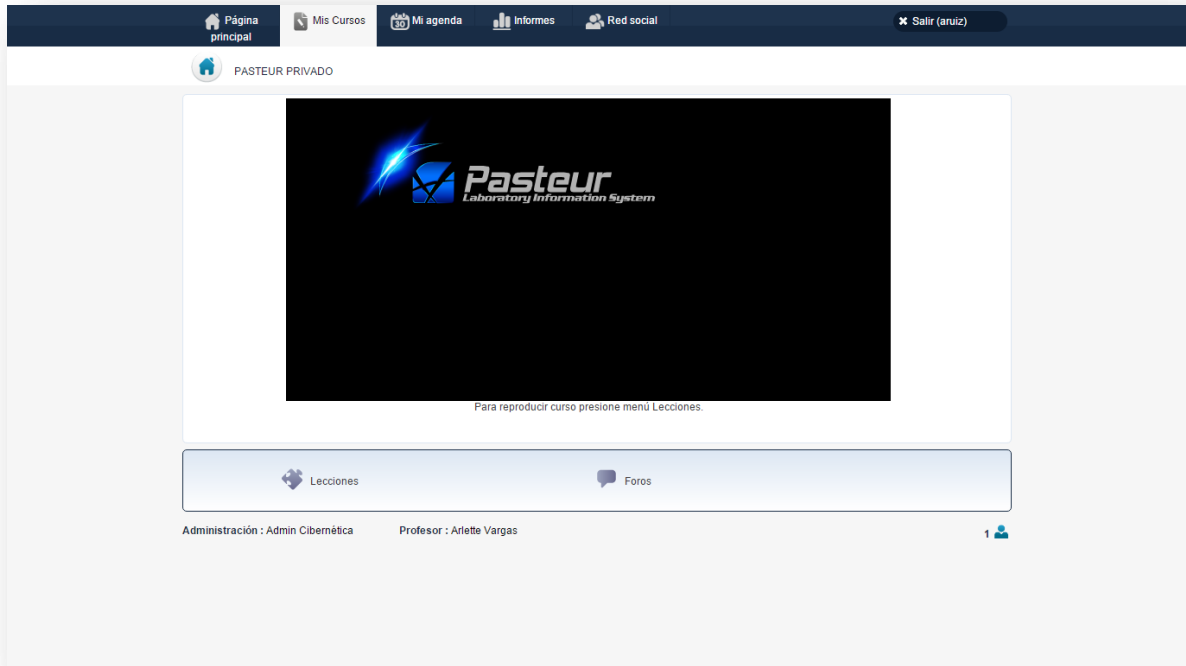 Página principal
Mis Cursos
30
Mi agenda
Informes
Red social
Salir (aruiz)
PASTEUR PRIVADO
Pasteur
Laboratory Information System
Para reproducir curso presione menú Lecciones.
Lecciones
Foros
Administración : Admin Cibernética
Profesor : Arlette Vargas
1